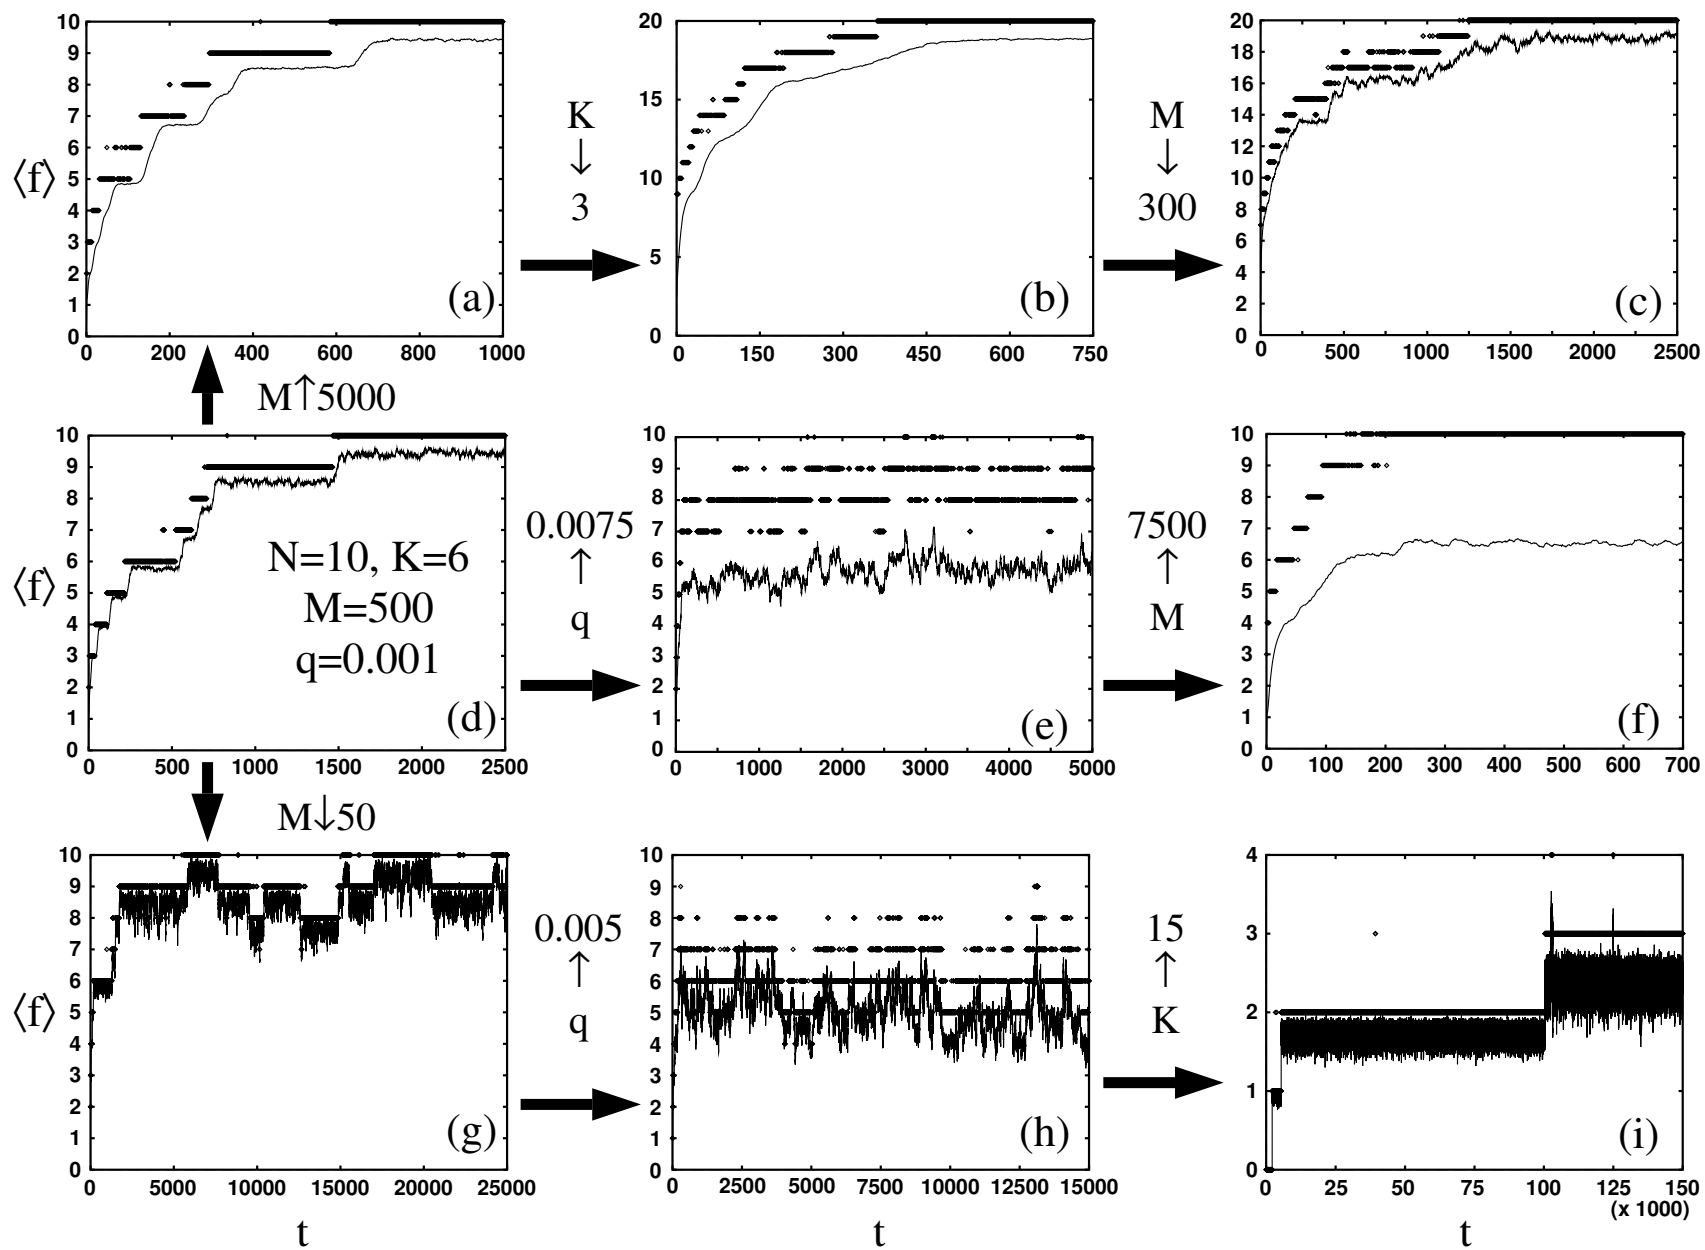 10
9
8
7
6
5
4
3
2
1
0
⟨f⟩
0 200 400 600 800 1000
(a)
K
↓
3
20
15
10
5
0
0 150 300 450 600 750
(b)
M
↓
300
20
18
16
14
12
10
8
6
4
2
0
0 500 1000 1500 2000 2500
(c)
M↑5000
10
9
8
7
6
5
4
3
2
1
0
⟨f⟩
N=10, K=6
M=500
q=0.001
(d)
0 500 1000 1500 2000 2500
0.0075
↑
q
10
9
8
7
6
5
4
3
2
1
0
(e)
0 1000 2000 3000 4000 5000
7500
↑
M
10
9
8
7
6
5
4
3
2
1
0
(f)
0 100 200 300 400 500 600 700
M↓50
10
9
8
7
6
5
4
3
2
1
0
⟨f⟩
(g)
0 5000 10000 15000 20000 25000
t
0.005
↑
q
10
9
8
7
6
5
4
3
2
1
0
(h)
0 2500 5000 7500 10000 15000
t
15
↑
K
4
3
2
1
0
(i)
0 25 50 75 100 125 150
(x 1000)
t